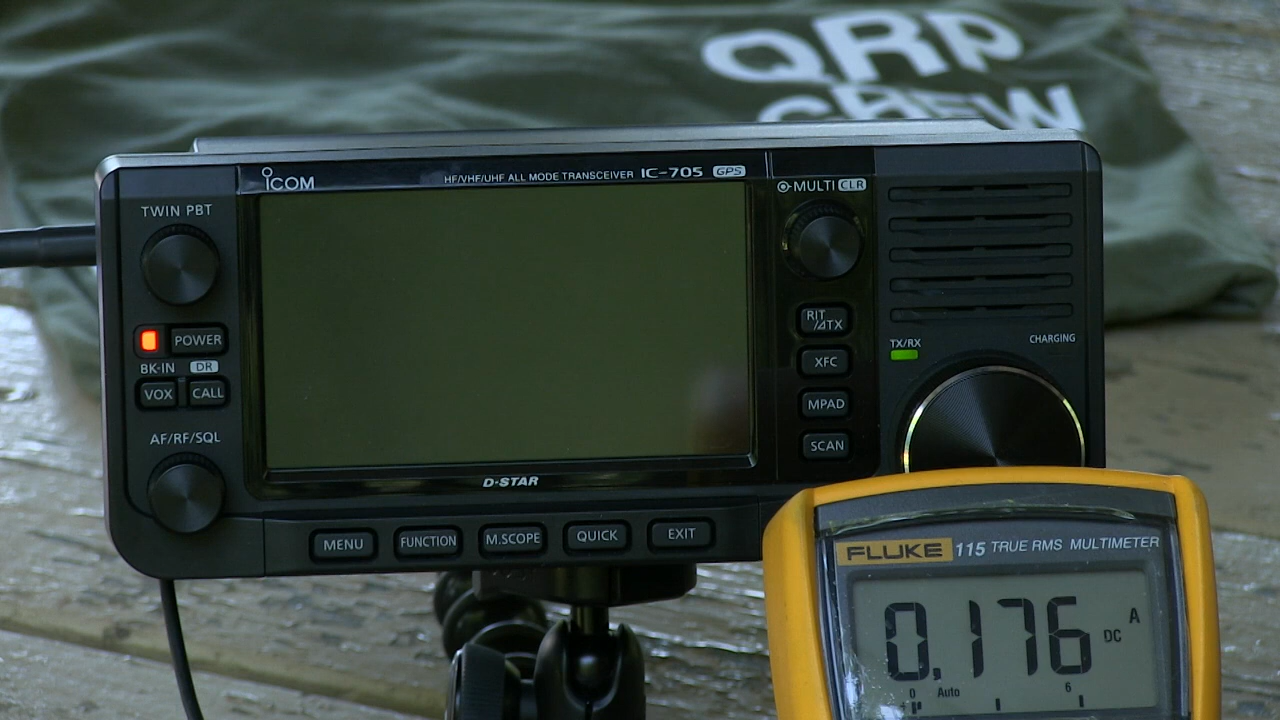 QRP
CREW
ICOM
HF/VHF/UHF ALL MODE TRANSCEIVER IC-705 GPS
MULTI CLR
TWIN PBT
RIT/⊿TX
POWER
TX/RX
CHARGING
BK-IN DR
XFC
VOX CALL
MPAD
AF/RF/SQL
SCAN
D-STAR
MENU FUNCTION M.SCOPE QUICK EXIT
FLUKE 115 TRUE RMS MULTIMETER
0.176 DC A
0 Auto 6